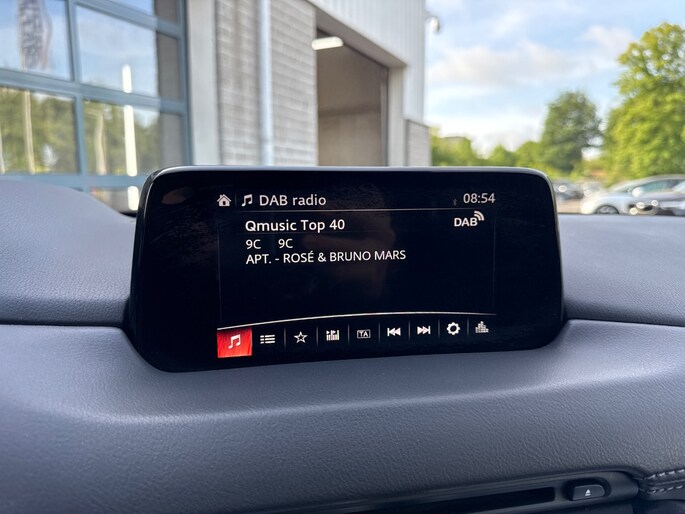 DAB radio 08:54
Qmusic Top 40 DAB
9C 9C
APT. - ROSÉ & BRUNO MARS
TA